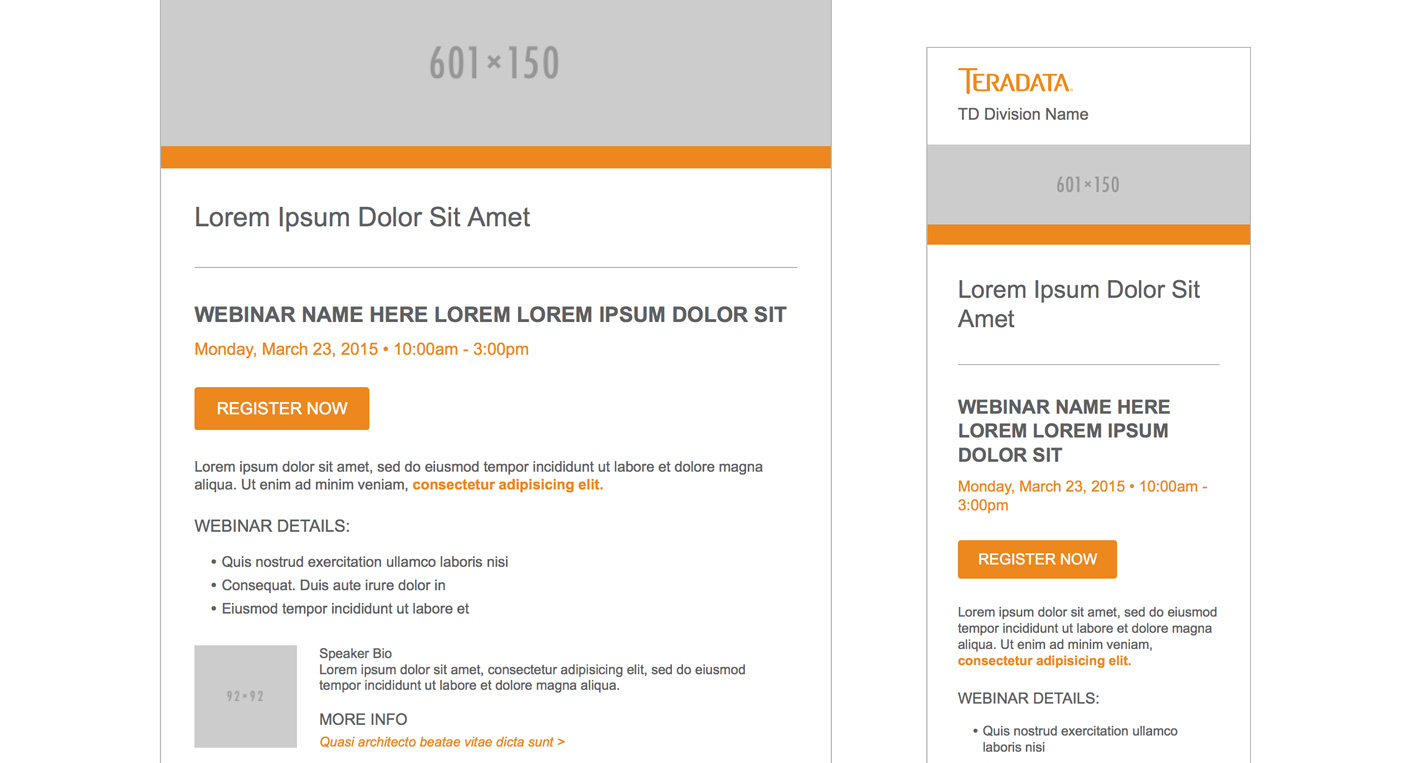 601×150
Lorem Ipsum Dolor Sit Amet
WEBINAR NAME HERE LOREM LOREM IPSUM DOLOR SIT
Monday, March 23, 2015 • 10:00am - 3:00pm
REGISTER NOW
Lorem ipsum dolor sit amet, sed do eiusmod tempor incididunt ut labore et dolore magna
aliqua. Ut enim ad minim veniam, consectetur adipisicing elit.
WEBINAR DETAILS:
• Quis nostrud exercitation ullamco laboris nisi
• Consequat. Duis aute irure dolor in
• Eiusmod tempor incididunt ut labore et
92×92
Speaker Bio
Lorem ipsum dolor sit amet, consectetur adipisicing elit, sed do eiusmod
tempor incididunt ut labore et dolore magna aliqua.
MORE INFO
Quasi architecto beatae vitae dicta sunt >
TERADATA.
TD Division Name
601×150
Lorem Ipsum Dolor Sit
Amet
WEBINAR NAME HERE
LOREM LOREM IPSUM
DOLOR SIT
Monday, March 23, 2015 • 10:00am -
3:00pm
REGISTER NOW
Lorem ipsum dolor sit amet, sed do eiusmod
tempor incididunt ut labore et dolore magna
aliqua. Ut enim ad minim veniam,
consectetur adipisicing elit.
WEBINAR DETAILS:
• Quis nostrud exercitation ullamco
laboris nisi